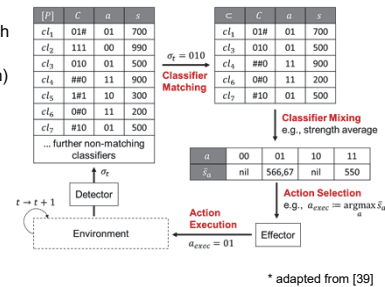 h
n)
[P] C a s
cl1 01# 01 700
cl2 111 00 990
cl3 010 01 500
cl4 ##0 11 900
cl5 1#1 10 300
cl6 0#0 11 200
cl7 #10 01 500
... further non-matching
classifiers
σt = 010
Classifier
Matching
⊂ C a s
cl1 01# 01 700
cl3 010 01 500
cl4 ##0 11 900
cl6 0#0 11 200
cl7 #10 01 500
Classifier Mixing
e.g., strength average
a 00 01 10 11
s̄a nil 566,67 nil 550
Action Selection
e.g., aexec ≔ argmax s̄a
a
Effector
Action
Execution
aexec = 01
Environment
t → t + 1
Detector
σt
* adapted from [39]